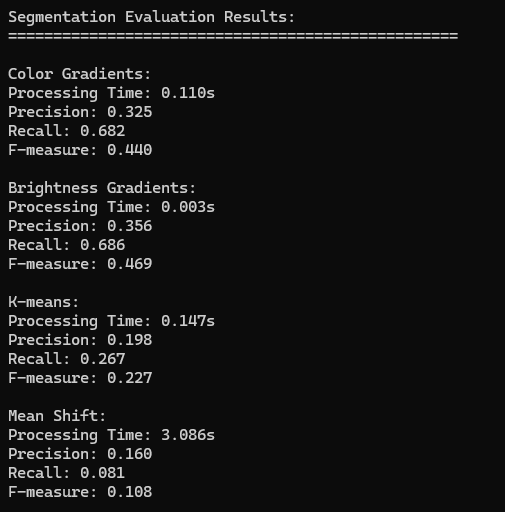 Segmentation Evaluation Results:
==================================================
Color Gradients:
Processing Time: 0.110s
Precision: 0.325
Recall: 0.682
F-measure: 0.440
Brightness Gradients:
Processing Time: 0.003s
Precision: 0.356
Recall: 0.686
F-measure: 0.469
K-means:
Processing Time: 0.147s
Precision: 0.198
Recall: 0.267
F-measure: 0.227
Mean Shift:
Processing Time: 3.086s
Precision: 0.160
Recall: 0.081
F-measure: 0.108